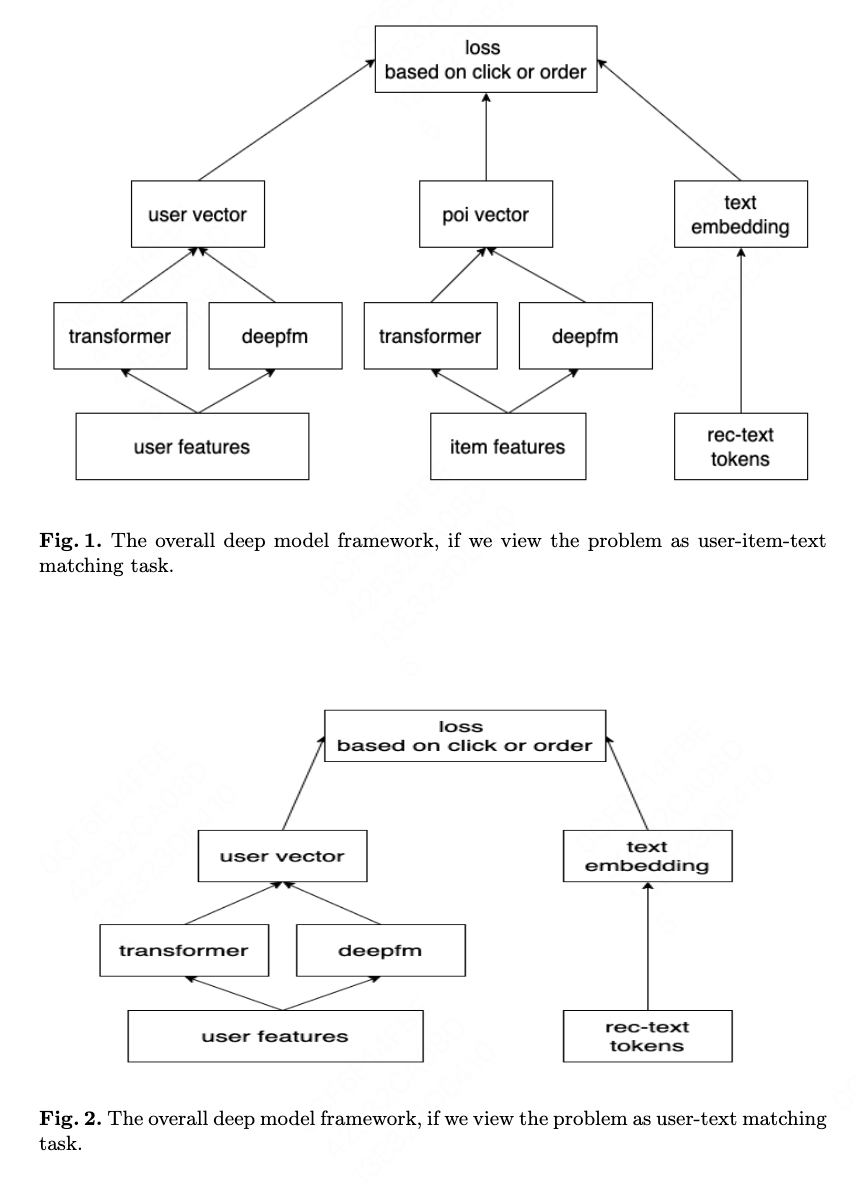 loss
based on click or order
user vector
poi vector
text
embedding
transformer
deepfm
transformer
deepfm
user features
item features
rec-text
tokens
Fig. 1. The overall deep model framework, if we view the problem as user-item-text
matching task.
loss
based on click or order
user vector
text
embedding
transformer
deepfm
user features
rec-text
tokens
Fig. 2. The overall deep model framework, if we view the problem as user-text matching
task.